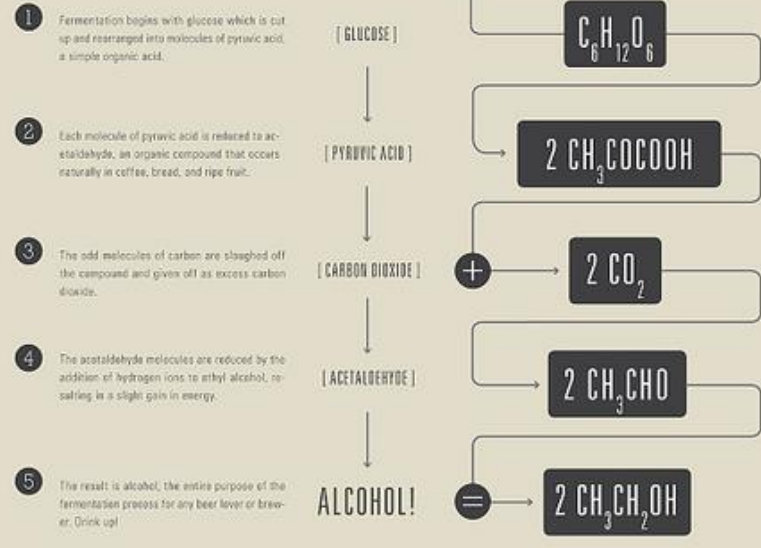 1
Fermentation begins with glucose which is cut
up and rearranged into molecules of pyruvic acid,
a simple organic acid.
[ GLUCOSE ]
C6H12O6
2
Each molecule of pyruvic acid is reduced to ac-
etaldehyde, an organic compound that occurs
naturally in coffee, bread, and ripe fruit.
[ PYRUVIC ACID ]
2 CH3COCOOH
3
The odd molecules of carbon are sloughed off
the compound and given off as excess carbon
dioxide.
[ CARBON DIOXIDE ]
+
2 CO2
4
The acetaldehyde molecules are reduced by the
addition of hydrogen ions to ethyl alcohol, re-
sulting in a slight gain in energy.
[ ACETALDEHYDE ]
2 CH3CHO
5
The result is alcohol, the entire purpose of the
fermentation process for any beer lover or brew-
er. Drink up!
ALCOHOL!
=
2 CH3CH2OH